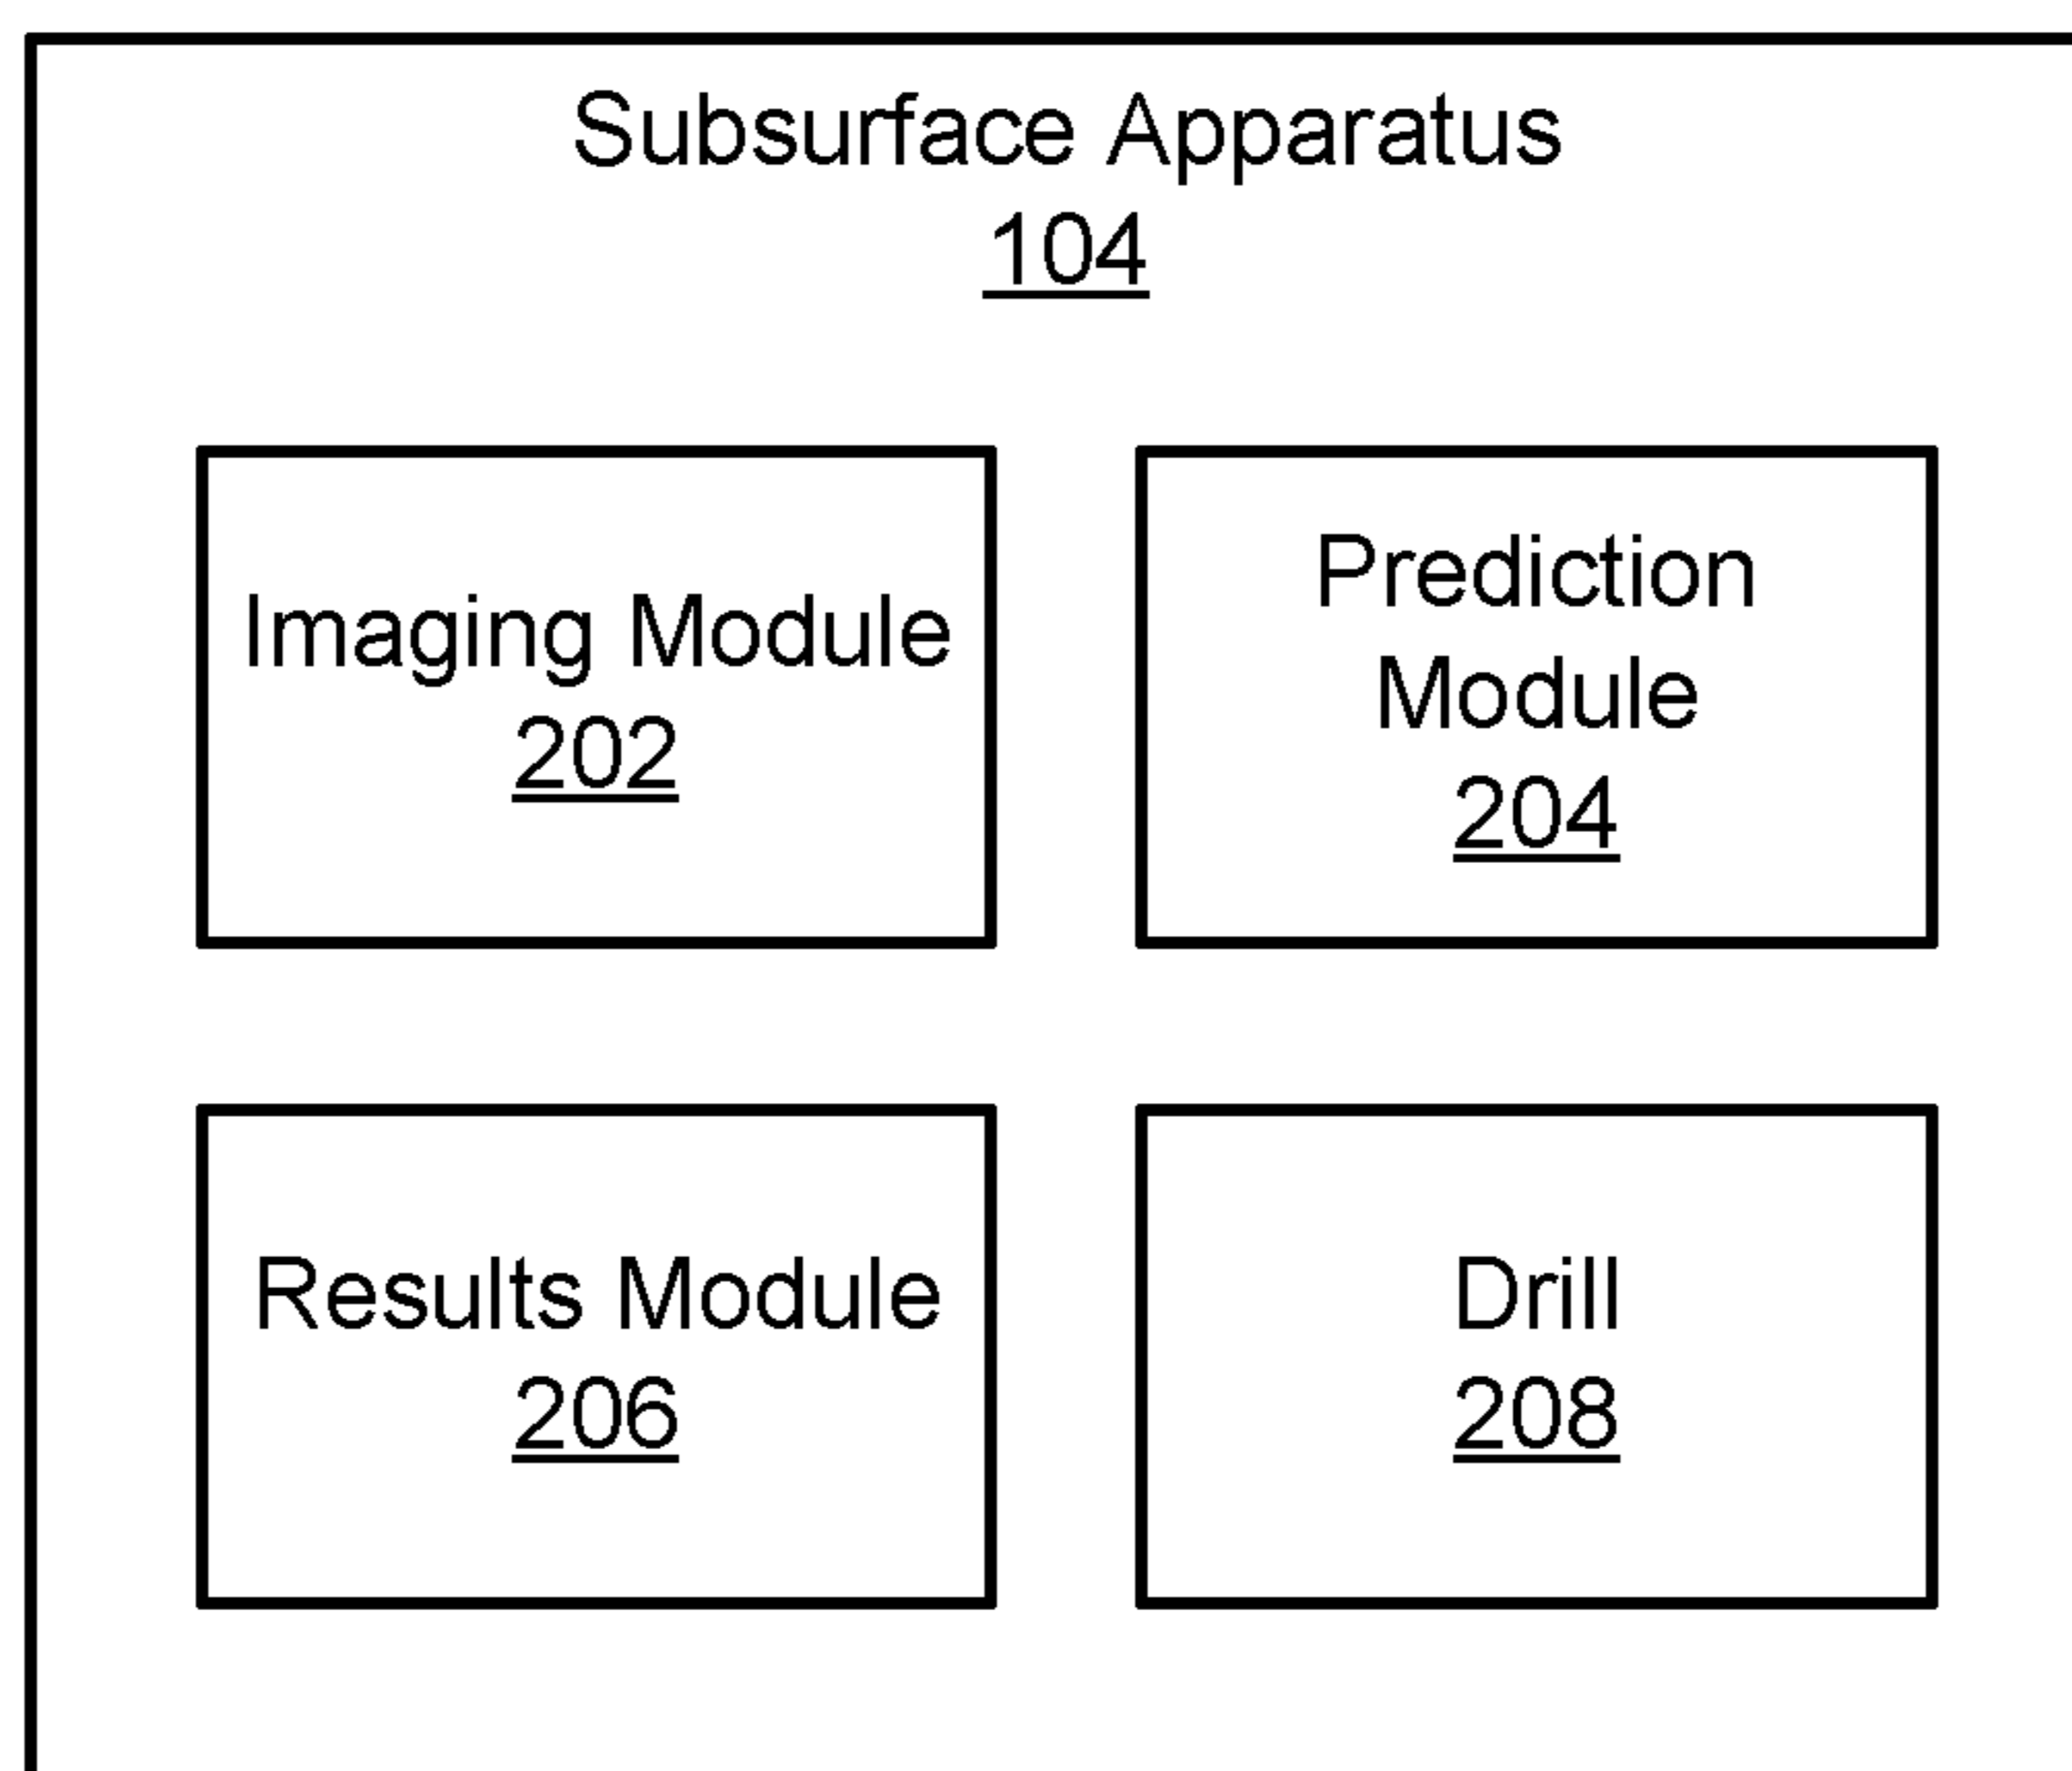 Subsurface Apparatus
104
Imaging Module
202
Prediction
Module
204
Results Module
206
Drill
208